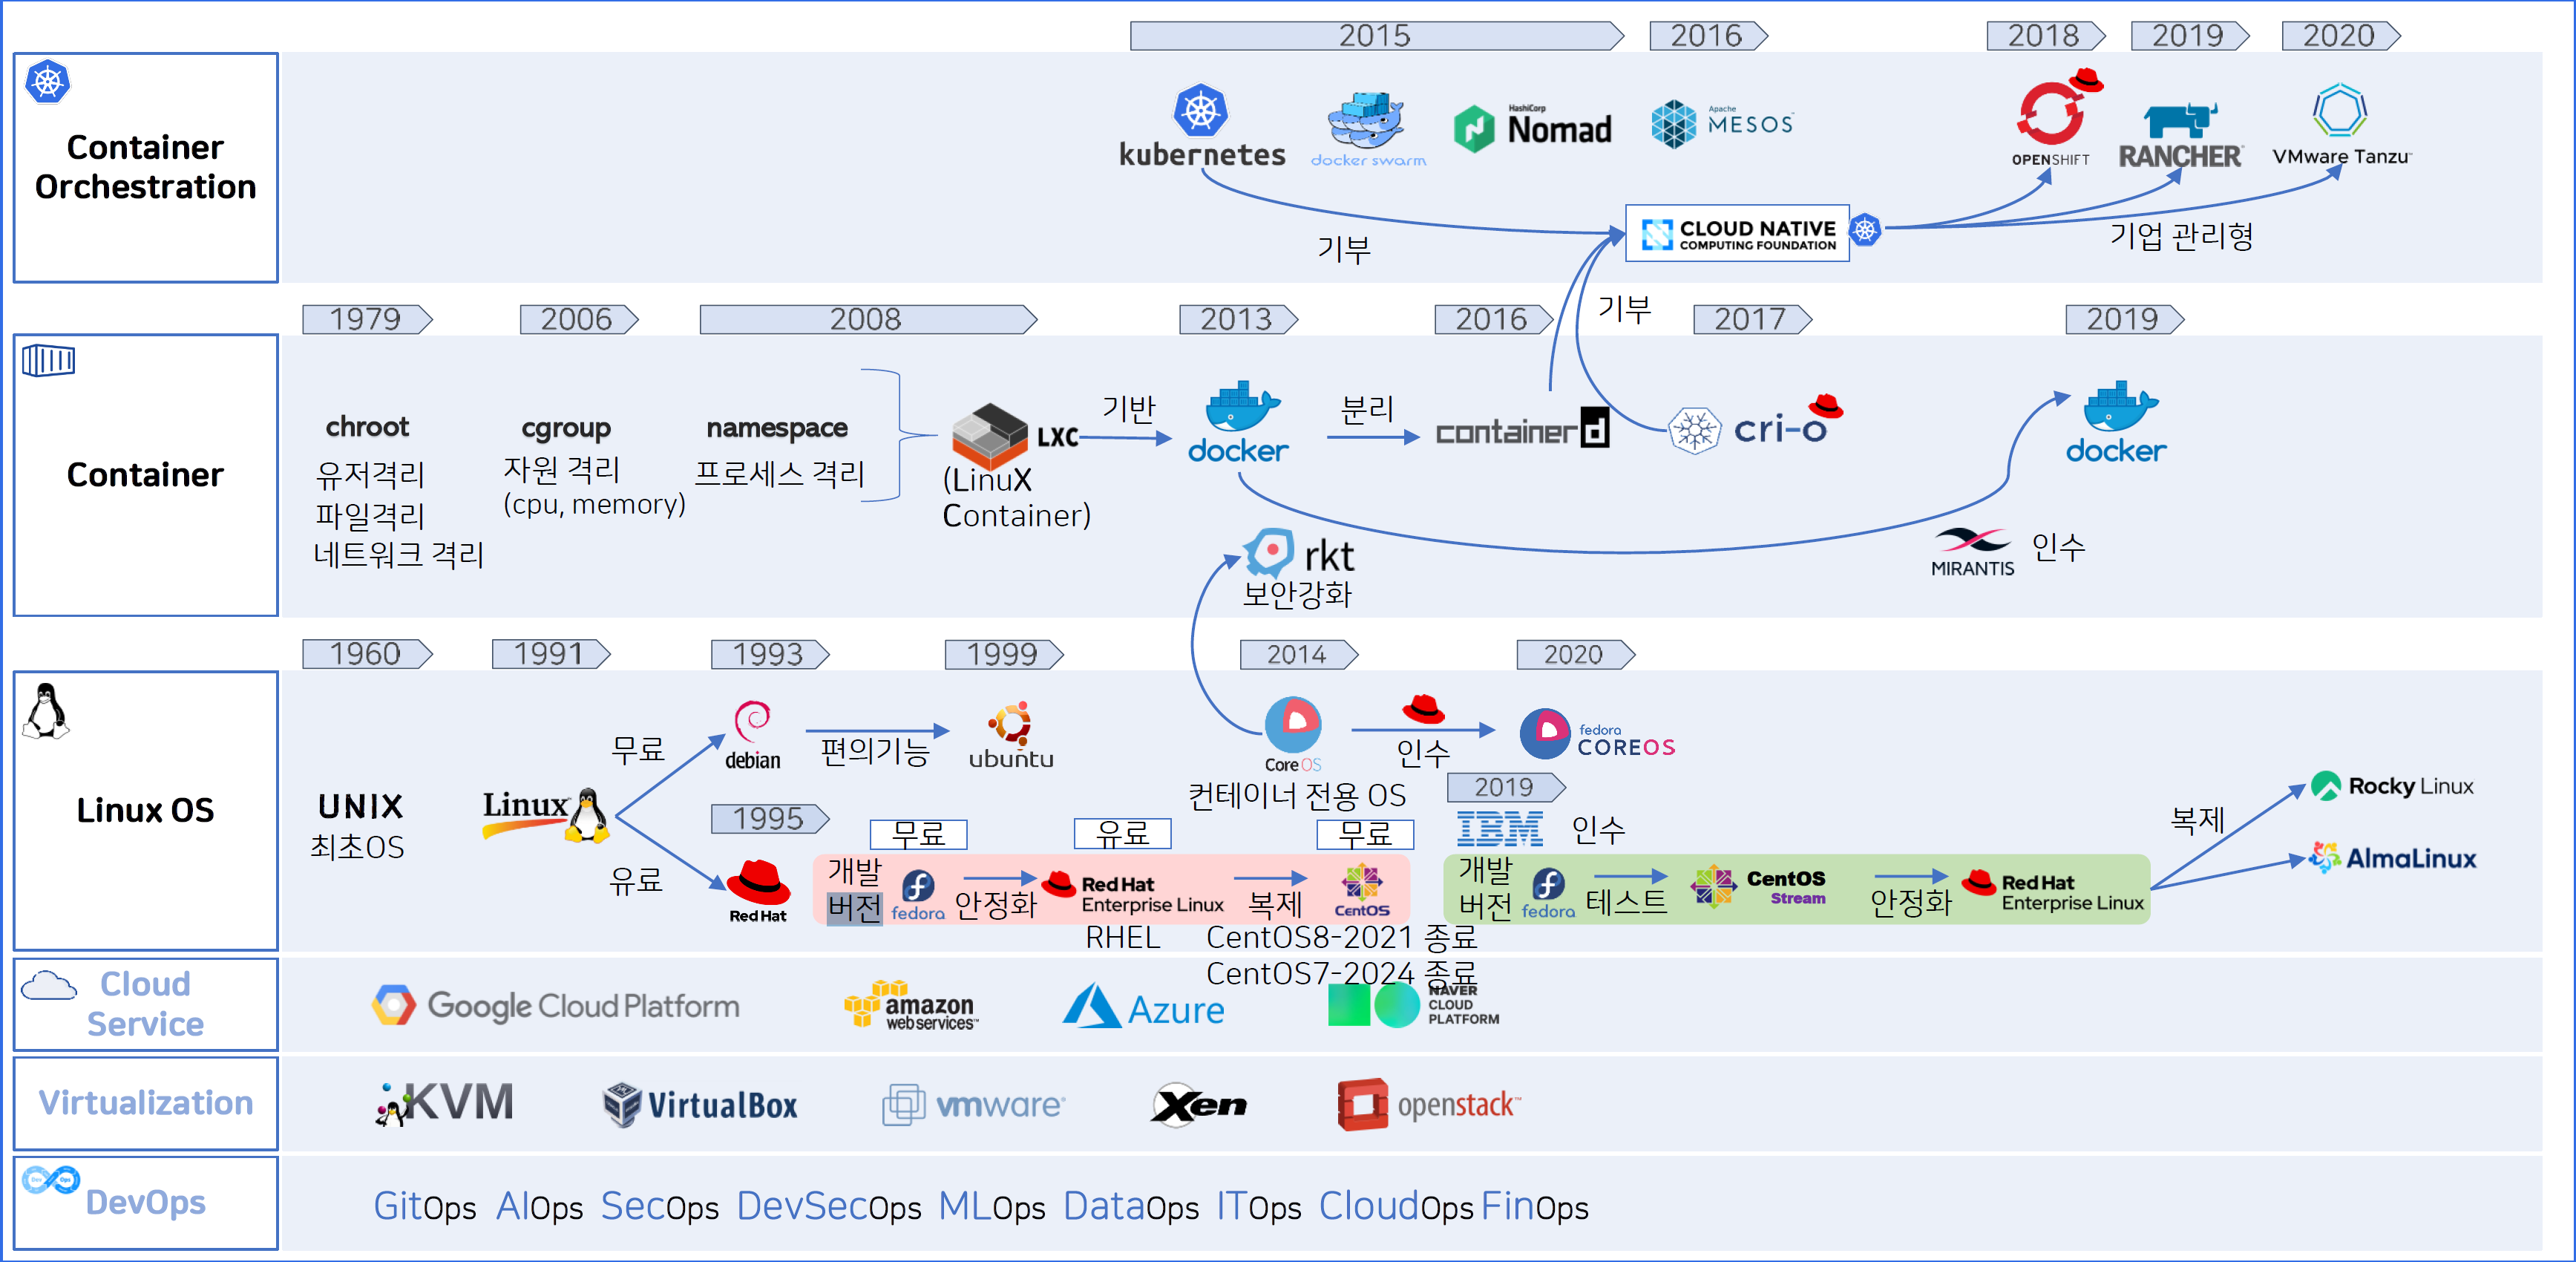 2015
2016
2018
2019
2020
Container
Orchestration
kubernetes
docker swarm
HashiCorp
Nomad
Apache
MESOS
OPENSHIFT
RANCHER
VMware Tanzu™
기부
CLOUD NATIVE
COMPUTING FOUNDATION
기업 관리형
기부
1979
2006
2008
2013
2016
2017
2019
Container
chroot
유저격리
파일격리
네트워크 격리
cgroup
자원 격리
(cpu, memory)
namespace
프로세스 격리
LXC
(LinuX
Container)
기반
docker
분리
containerd
cri-o
docker
rkt
보안강화
MIRANTIS
인수
1960
1991
1993
1999
2014
2020
Linux OS
UNIX
최초OS
Linux
무료
유료
debian
편의기능
ubuntu
Core OS
컨테이너 전용 OS
인수
fedora
COREOS
1995
Red Hat
무료
유료
무료
개발
버전
fedora
안정화
Red Hat
Enterprise Linux
복제
CentOS
RHEL
CentOS8-2021 종료
CentOS7-2024 종료
2019
IBM
인수
개발
버전
fedora
테스트
CentOS
Stream
안정화
Red Hat
Enterprise Linux
복제
Rocky Linux
AlmaLinux
Cloud
Service
Google Cloud Platform
amazon
web services™
Azure
NAVER
CLOUD
PLATFORM
Virtualization
KVM
VirtualBox
vmware®
Xen
openstack™
Dev Ops
DevOps
GitOps AIOps SecOps DevSecOps MLOps DataOps ITOps CloudOps FinOps